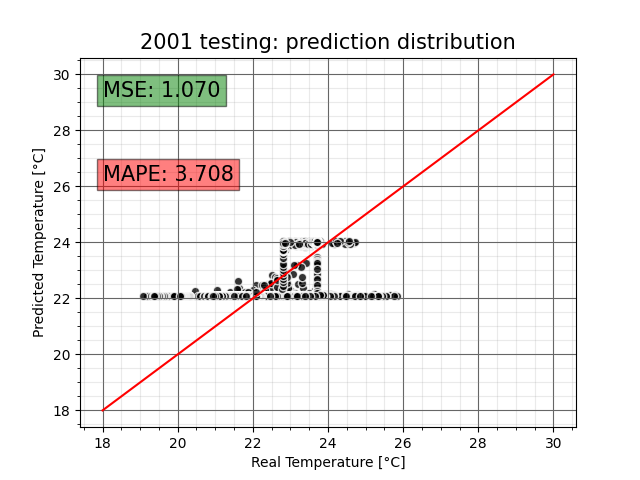 2001 testing: prediction distribution
MSE: 1.070
MAPE: 3.708
Predicted Temperature [°C]
30
28
26
24
22
20
18
18 20 22 24 26 28 30
Real Temperature [°C]